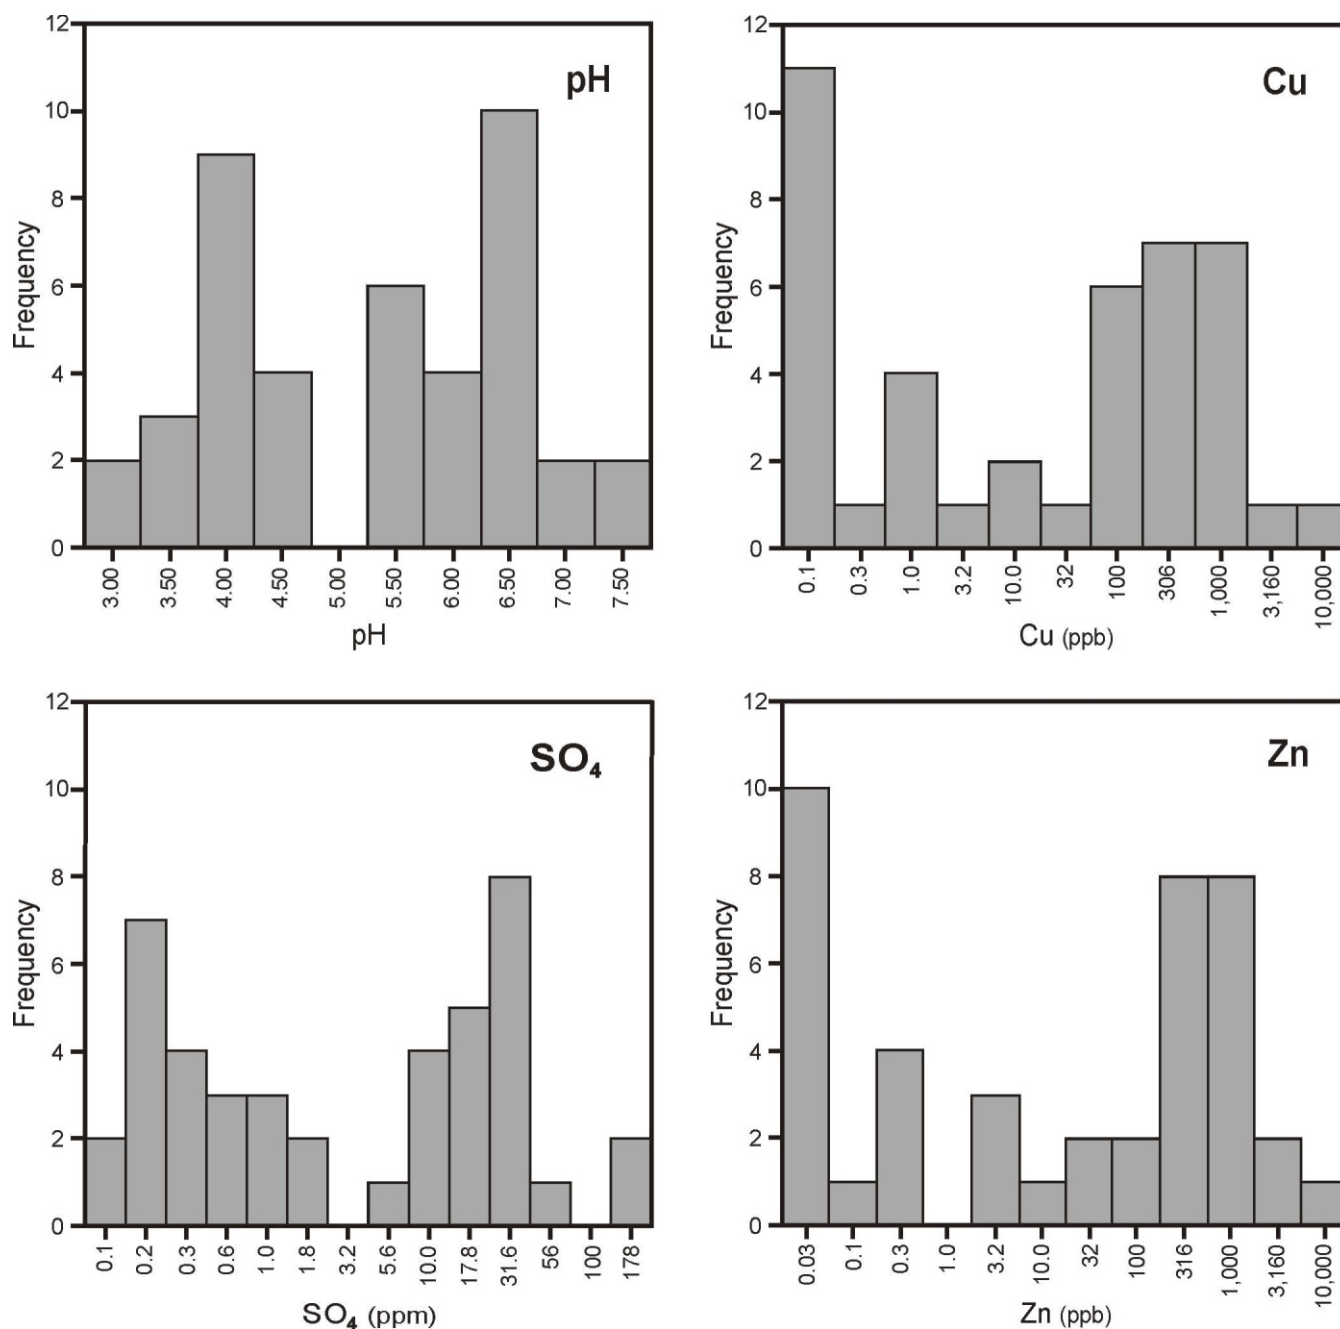 pH
12
10
8
6
4
2
0
Frequency
3.00 3.50 4.00 4.50 5.00 5.50 6.00 6.50 7.00 7.50
pH
Cu
12
10
8
6
4
2
0
Frequency
0.1 0.3 1.0 3.2 10.0 32 100 306 1,000 3,160 10,000
Cu (ppb)
SO₄
12
10
8
6
4
2
0
Frequency
0.1 0.2 0.3 0.6 1.0 1.8 3.2 5.6 10.0 17.8 31.6 56 100 178
SO₄ (ppm)
Zn
12
10
8
6
4
2
0
Frequency
0.03 0.1 0.3 1.0 3.2 10.0 32 100 316 1,000 3,160 10,000
Zn (ppb)